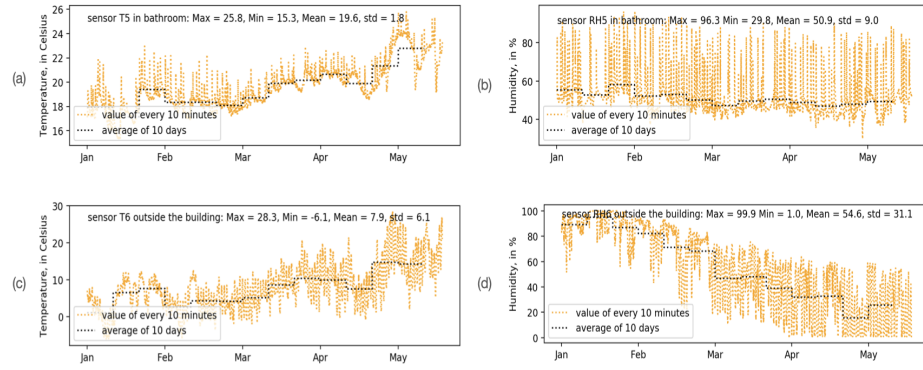 (a)
Temperature, in Celsius
26
24
22
20
18
16
sensor T5 in bathroom: Max = 25.8, Min = 15.3, Mean = 19.6, std = 1.8
value of every 10 minutes
average of 10 days
Jan Feb Mar Apr May
(b)
Humidity, in %
80
60
40
sensor RH5 in bathroom: Max = 96.3 Min = 29.8, Mean = 50.9, std = 9.0
value of every 10 minutes
average of 10 days
Jan Feb Mar Apr May
(c)
Temperature, in Celsius
30
20
10
0
sensor T6 outside the building: Max = 28.3, Min = -6.1, Mean = 7.9, std = 6.1
value of every 10 minutes
average of 10 days
Jan Feb Mar Apr May
(d)
Humidity, in %
100
80
60
40
20
0
sensor RH6 outside the building: Max = 99.9 Min = 1.0, Mean = 54.6, std = 31.1
value of every 10 minutes
average of 10 days
Jan Feb Mar Apr May